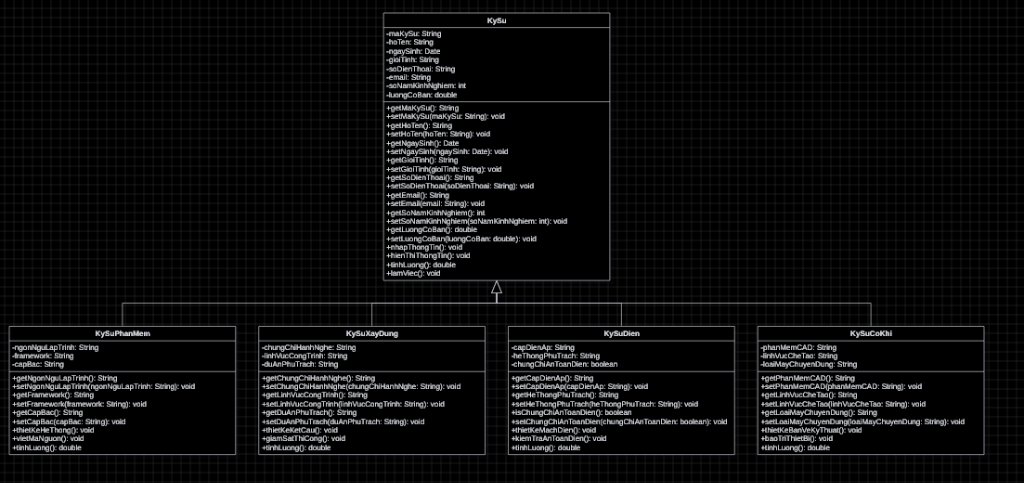 KySu
-maKySu: String
-hoTen: String
-ngaySinh: Date
-gioiTinh: String
-soDienThoai: String
-email: String
-soNamKinhNghiem: int
-luongCoBan: double
+getMaKySu(): String
+setMaKySu(maKySu: String): void
+getHoTen(): String
+setHoTen(hoTen: String): void
+getNgaySinh(): Date
+setNgaySinh(ngaySinh: Date): void
+getGioiTinh(): String
+setGioiTinh(gioiTinh: String): void
+getSoDienThoai(): String
+setSoDienThoai(soDienThoai: String): void
+getEmail(): String
+setEmail(email: String): void
+getSoNamKinhNghiem(): int
+setSoNamKinhNghiem(soNamKinhNghiem: int): void
+getLuongCoBan(): double
+setLuongCoBan(luongCoBan: double): void
+nhapThongTin(): void
+hienThiThongTin(): void
+tinhLuong(): double
+lamViec(): void
KySuPhanMem
-ngonNguLapTrinh: String
-framework: String
-capBac: String
+getNgonNguLapTrinh(): String
+setNgonNguLapTrinh(ngonNguLapTrinh: String): void
+getFramework(): String
+setFramework(framework: String): void
+getCapBac(): String
+setCapBac(capBac: String): void
+thietKeHeThong(): void
+vietMaNguon(): void
+tinhLuong(): double
KySuXayDung
-chungChiHanhNghe: String
-linhVucCongTrinh: String
-duAnPhuTrach: String
+getChungChiHanhNghe(): String
+setChungChiHanhNghe(chungChiHanhNghe: String): void
+getLinhVucCongTrinh(): String
+setLinhVucCongTrinh(linhVucCongTrinh: String): void
+getDuAnPhuTrach(): String
+setDuAnPhuTrach(duAnPhuTrach: String): void
+thietKeKetCau(): void
+giamSatThiCong(): void
+tinhLuong(): double
KySuDien
-capDienAp: String
-heThongPhuTrach: String
-chungChiAnToanDien: boolean
+getCapDienAp(): String
+setCapDienAp(capDienAp: String): void
+getHeThongPhuTrach(): String
+setHeThongPhuTrach(heThongPhuTrach: String): void
+isChungChiAnToanDien(): boolean
+setChungChiAnToanDien(chungChiAnToanDien: boolean): void
+thietKeMachDien(): void
+kiemTraAnToanDien(): void
+tinhLuong(): double
KySuCoKhi
-phanMemCAD: String
-linhVucCheTao: String
-loaiMayChuyenDung: String
+getPhanMemCAD(): String
+setPhanMemCAD(phanMemCAD: String): void
+getLinhVucCheTao(): String
+setLinhVucCheTao(linhVucCheTao: String): void
+getLoaiMayChuyenDung(): String
+setLoaiMayChuyenDung(loaiMayChuyenDung: String): void
+thietKeBanVeKyThuat(): void
+baoTriThietBi(): void
+tinhLuong(): double